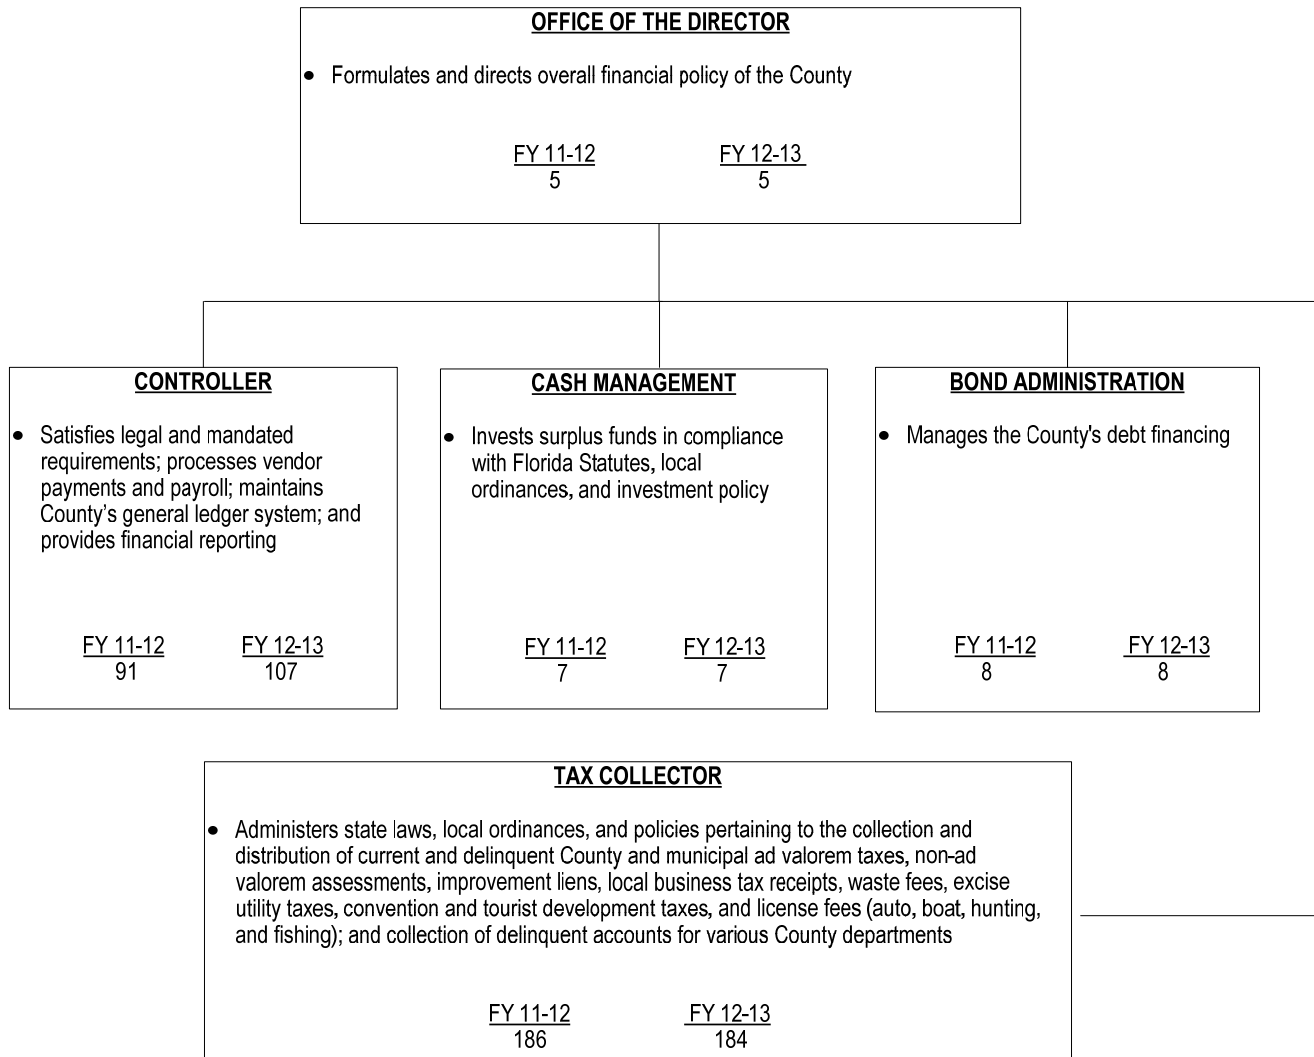 OFFICE OF THE DIRECTOR
• Formulates and directs overall financial policy of the County
FY 11-12 FY 12-13
5 5
CONTROLLER
• Satisfies legal and mandated
requirements; processes vendor
payments and payroll; maintains
County's general ledger system; and
provides financial reporting
FY 11-12 FY 12-13
91 107
CASH MANAGEMENT
• Invests surplus funds in compliance
with Florida Statutes, local
ordinances, and investment policy
FY 11-12 FY 12-13
7 7
BOND ADMINISTRATION
• Manages the County's debt financing
FY 11-12 FY 12-13
8 8
TAX COLLECTOR
• Administers state laws, local ordinances, and policies pertaining to the collection and
distribution of current and delinquent County and municipal ad valorem taxes, non-ad
valorem assessments, improvement liens, local business tax receipts, waste fees, excise
utility taxes, convention and tourist development taxes, and license fees (auto, boat, hunting,
and fishing); and collection of delinquent accounts for various County departments
FY 11-12 FY 12-13
186 184